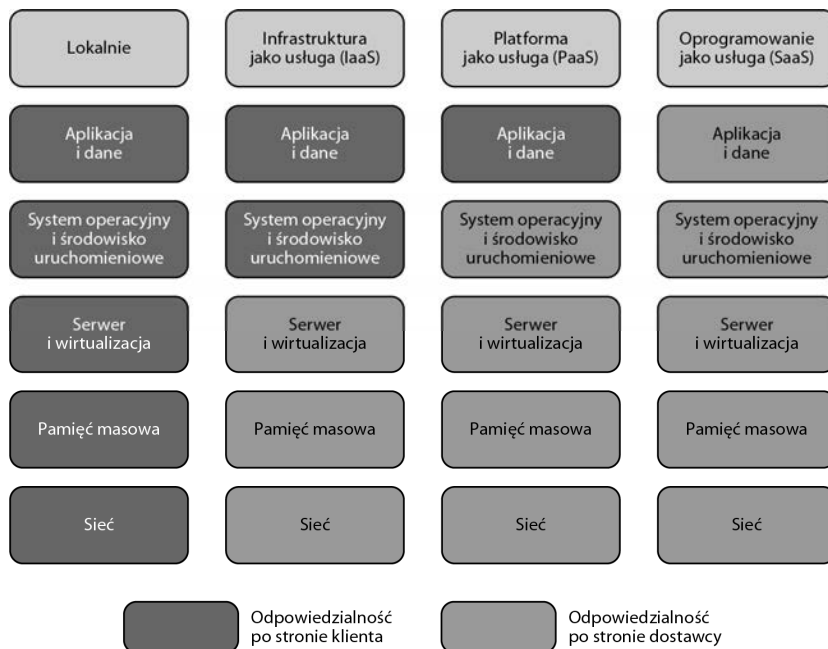 Lokalnie
Infrastruktura
jako usługa (IaaS)
Platforma
jako usługa (PaaS)
Oprogramowanie
jako usługa (SaaS)
Aplikacja
i dane
Aplikacja
i dane
Aplikacja
i dane
Aplikacja
i dane
System operacyjny
i środowisko
uruchomieniowe
System operacyjny
i środowisko
uruchomieniowe
System operacyjny
i środowisko
uruchomieniowe
System operacyjny
i środowisko
uruchomieniowe
Serwer
i wirtualizacja
Serwer
i wirtualizacja
Serwer
i wirtualizacja
Serwer
i wirtualizacja
Pamięć masowa
Pamięć masowa
Pamięć masowa
Pamięć masowa
Sieć
Sieć
Sieć
Sieć
Odpowiedzialność
po stronie klienta
Odpowiedzialność
po stronie dostawcy